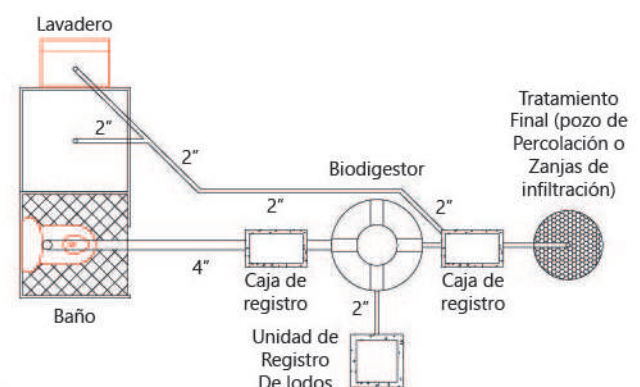 Lavadero
2"
2"
2"
2"
Biodigestor
Tratamiento
Final (pozo de
Percolación o
Zanjas de
infiltración)
4"
Caja de
registro
2"
Caja de
registro
Baño
Unidad de
Registro
De lodos